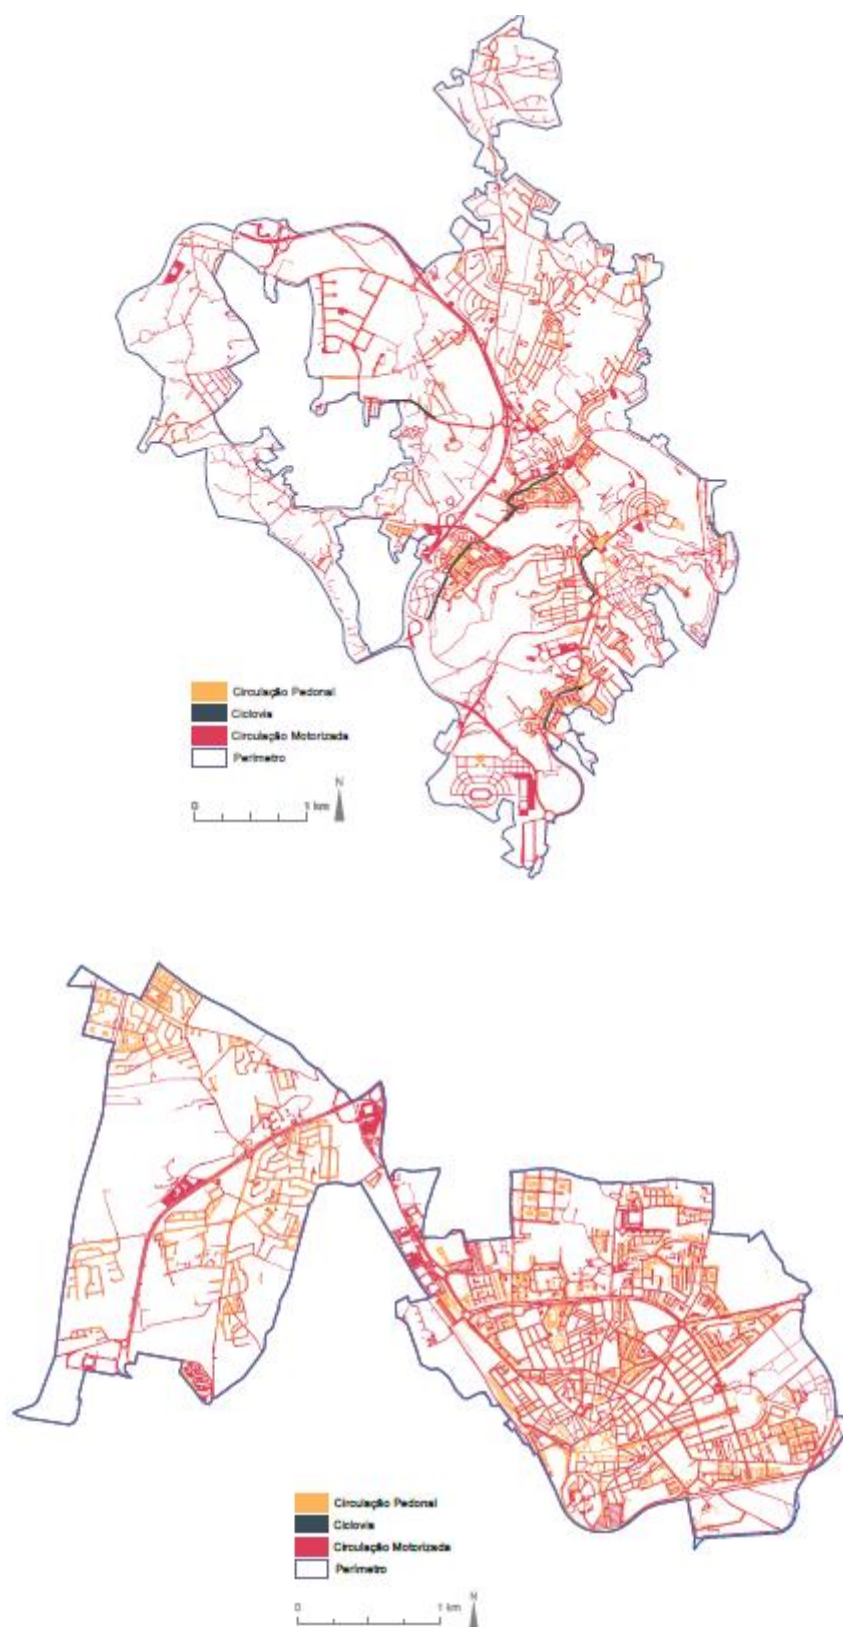 Circulação Pedonal
Ciclovia
Circulação Motorizada
Perímetro
N
0 1 km
Circulação Pedonal
Ciclovia
Circulação Motorizada
Perímetro
N
0 1 km